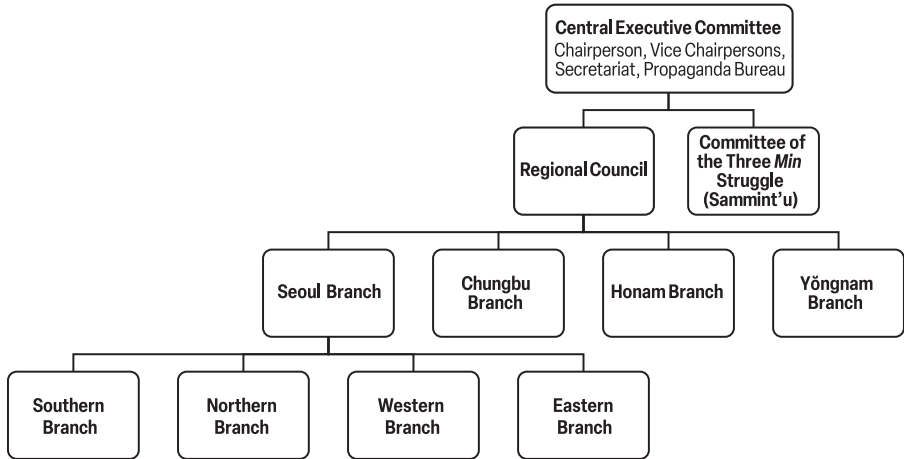 Central Executive Committee
Chairperson, Vice Chairpersons,
Secretariat, Propaganda Bureau
Regional Council
Committee of
the Three Min
Struggle
(Sammint’u)
Seoul Branch
Chungbu
Branch
Honam Branch
Yŏngnam
Branch
Southern
Branch
Northern
Branch
Western
Branch
Eastern
Branch